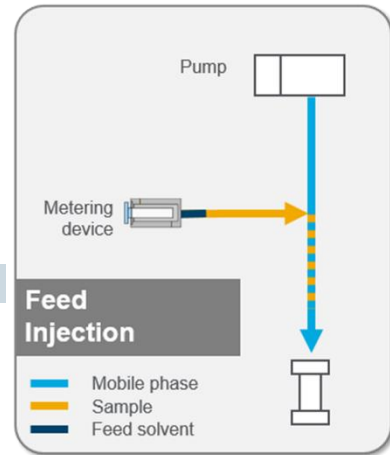 Pump
Metering
device
Feed
Injection
Mobile phase
Sample
Feed solvent